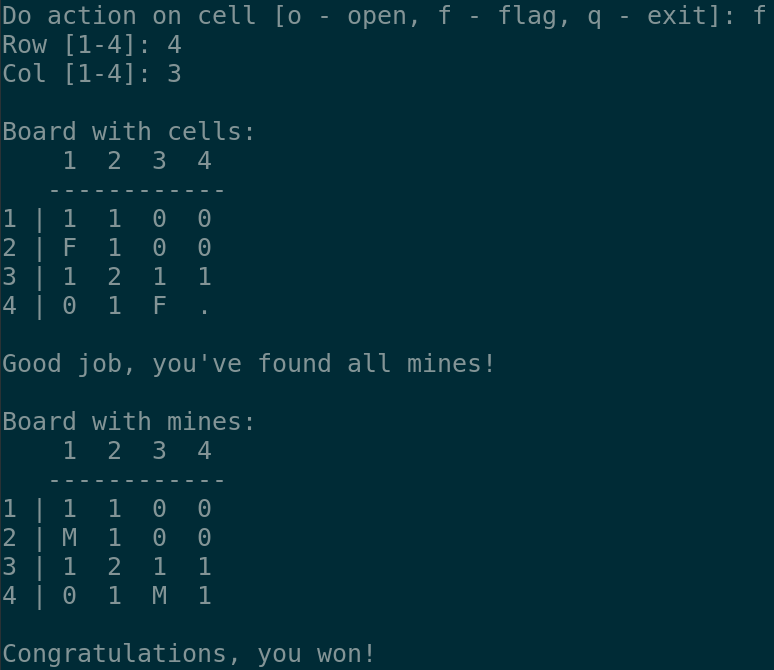 Do action on cell [o - open, f - flag, q - exit]: f
Row [1-4]: 4
Col [1-4]: 3

Board with cells:
    1  2  3  4
   ------------
1 | 1  1  0  0
2 | F  1  0  0
3 | 1  2  1  1
4 | 0  1  F  .

Good job, you've found all mines!

Board with mines:
    1  2  3  4
   ------------
1 | 1  1  0  0
2 | M  1  0  0
3 | 1  2  1  1
4 | 0  1  M  1

Congratulations, you won!